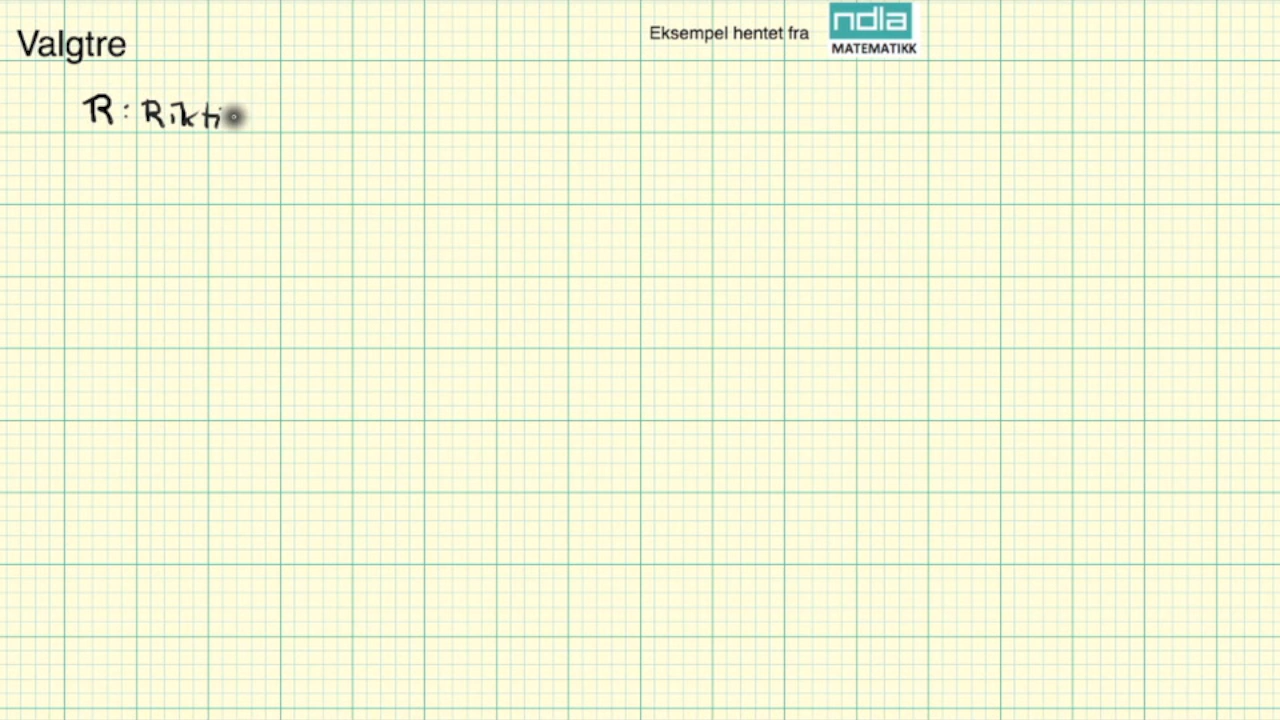 Valgtre
Eksempel hentet fra
ndla
MATEMATIKK
R: Rikti